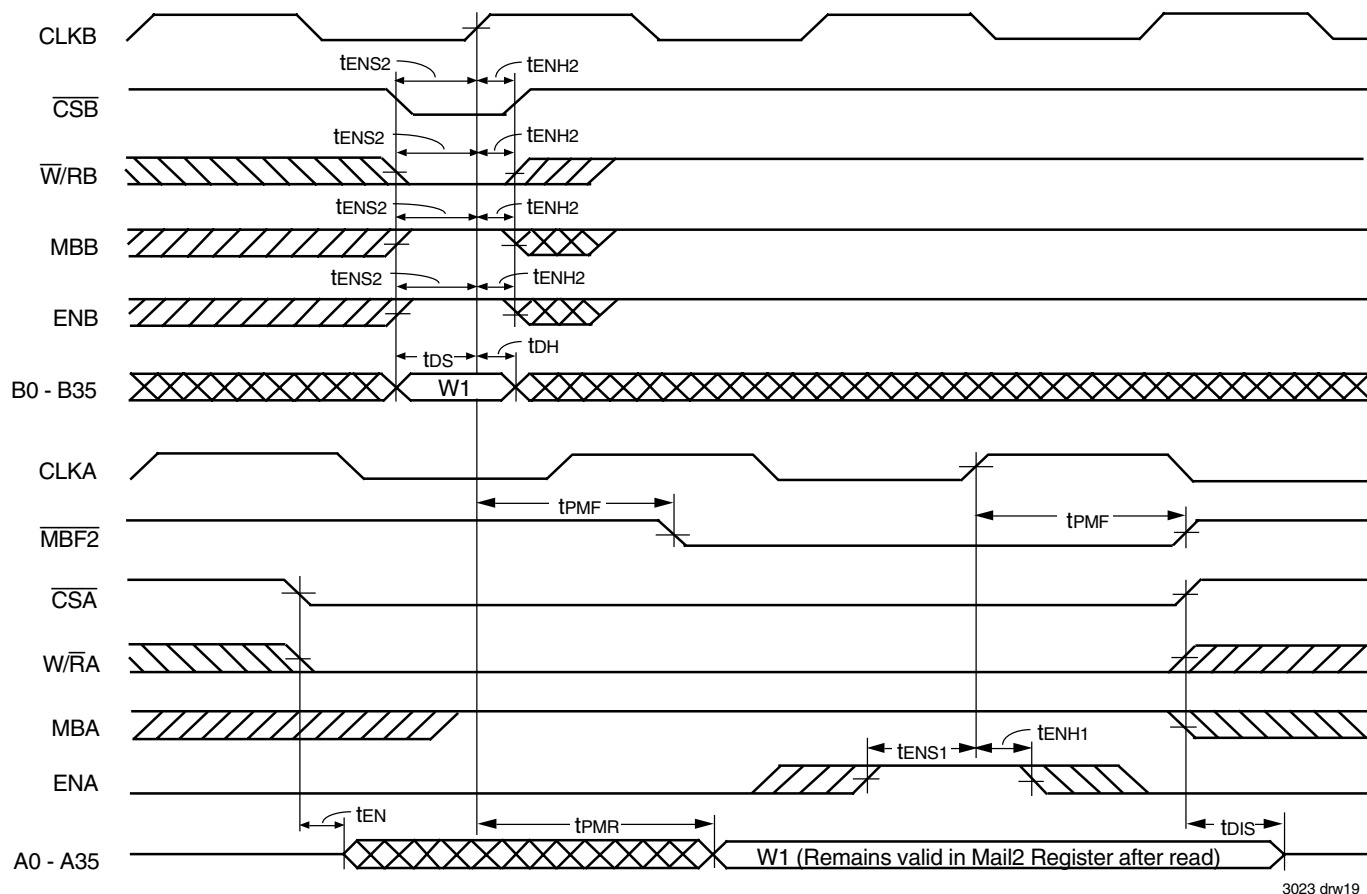 CLKB
tENS2 tENH2
CSB
tENS2 tENH2
W/RB
tENS2 tENH2
MBB
tENS2 tENH2
ENB
tDS tDH
B0 - B35 W1
CLKA
tPMF tPMF
MBF2
CSA
W/RA
MBA
tENS1 tENH1
ENA
tEN tPMR tDIS
A0 - A35 W1 (Remains valid in Mail2 Register after read)
3023 drw19